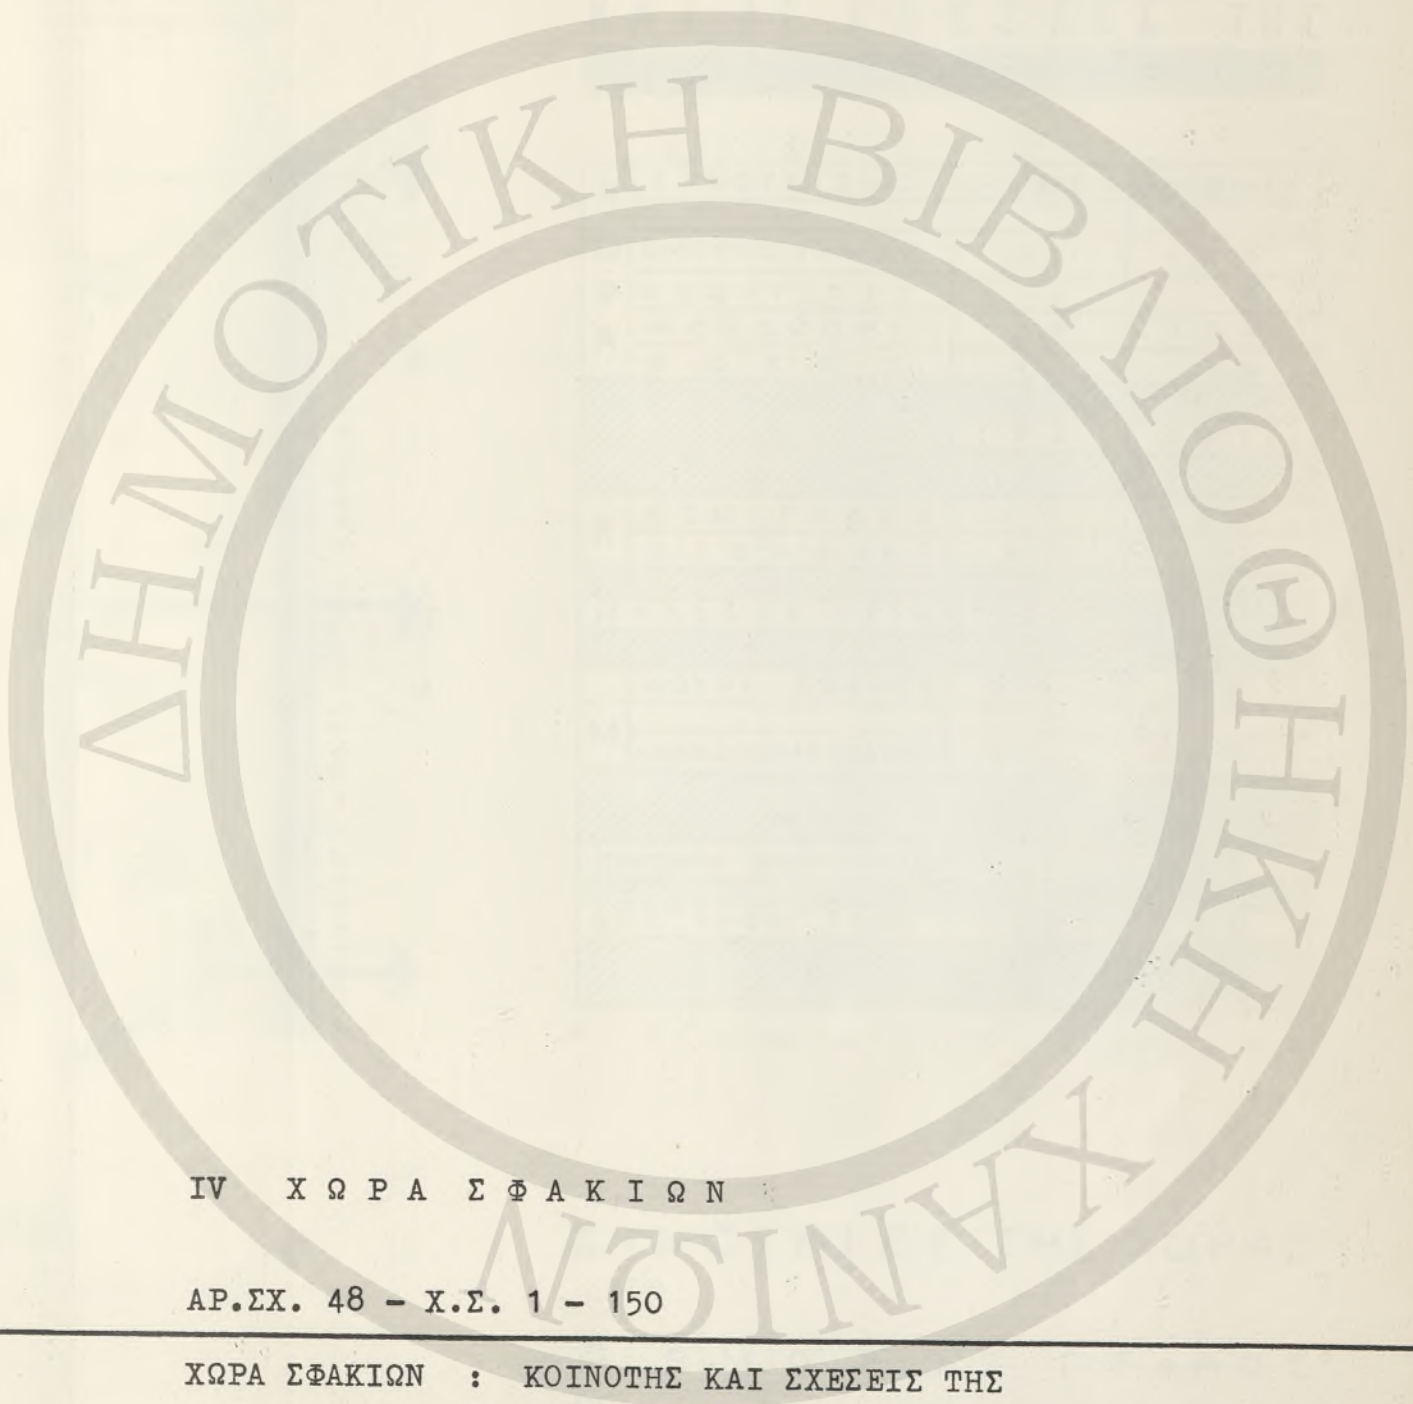 ΔΗΜΟΤΙΚΗ ΒΙΒΛΙΟΘΗΚΗ ΧΑΝΙΩΝ
IV Χ Ω Ρ Α Σ Φ Α Κ Ι Ω Ν
ΑΡ.ΣΧ. 48 – Χ.Σ. 1 – 150
ΧΩΡΑ ΣΦΑΚΙΩΝ : ΚΟΙΝΟΤΗΣ ΚΑΙ ΣΧΕΣΕΙΣ ΤΗΣ